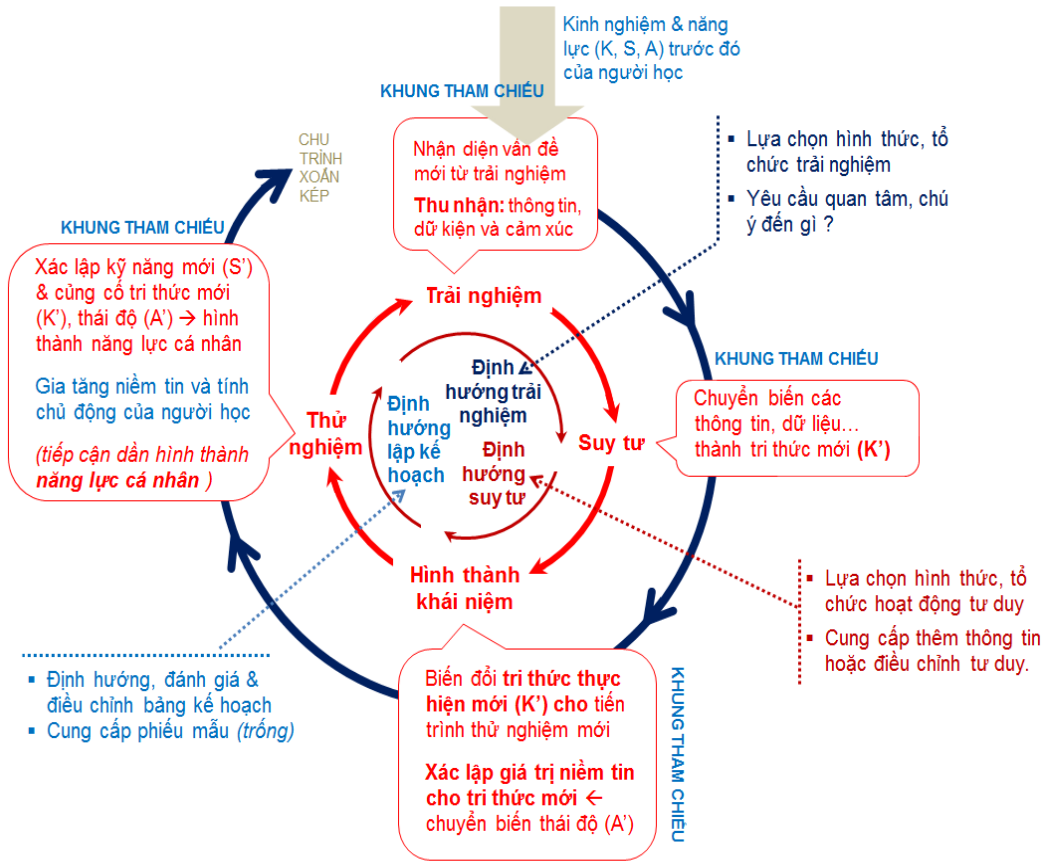 Kinh nghiệm & năng
lực (K, S, A) trước đó
của người học
KHUNG THAM CHIẾU
CHU
TRÌNH
XOẮN
KÉP
Nhận diện vấn đề
mới từ trải nghiệm
Thu nhận: thông tin,
dữ kiện và cảm xúc
▪ Lựa chọn hình thức, tổ
chức trải nghiệm
▪ Yêu cầu quan tâm, chú
ý đến gì ?
KHUNG THAM CHIẾU
Xác lập kỹ năng mới (S’)
& củng cố tri thức mới
(K’), thái độ (A’) → hình
thành năng lực cá nhân
Gia tăng niềm tin và tính
chủ động của người học
(tiếp cận dần hình thành
năng lực cá nhân )
Trải nghiệm
KHUNG THAM CHIẾU
Chuyển biến các
thông tin, dữ liệu…
thành tri thức mới (K’)
Định
hướng trải
nghiệm
Định
hướng
lập kế
hoạch
Định
hướng
suy tư
Thử
nghiệm
Suy tư
Hình thành
khái niệm
▪ Lựa chọn hình thức, tổ
chức hoạt động tư duy
▪ Cung cấp thêm thông tin
hoặc điều chỉnh tư duy.
▪ Định hướng, đánh giá &
điều chỉnh bảng kế hoạch
▪ Cung cấp phiếu mẫu (trống)
Biến đổi tri thức thực
hiện mới (K’) cho tiến
trình thử nghiệm mới
Xác lập giá trị niềm tin
cho tri thức mới ←
chuyển biến thái độ (A’)
KHUNG THAM CHIẾU